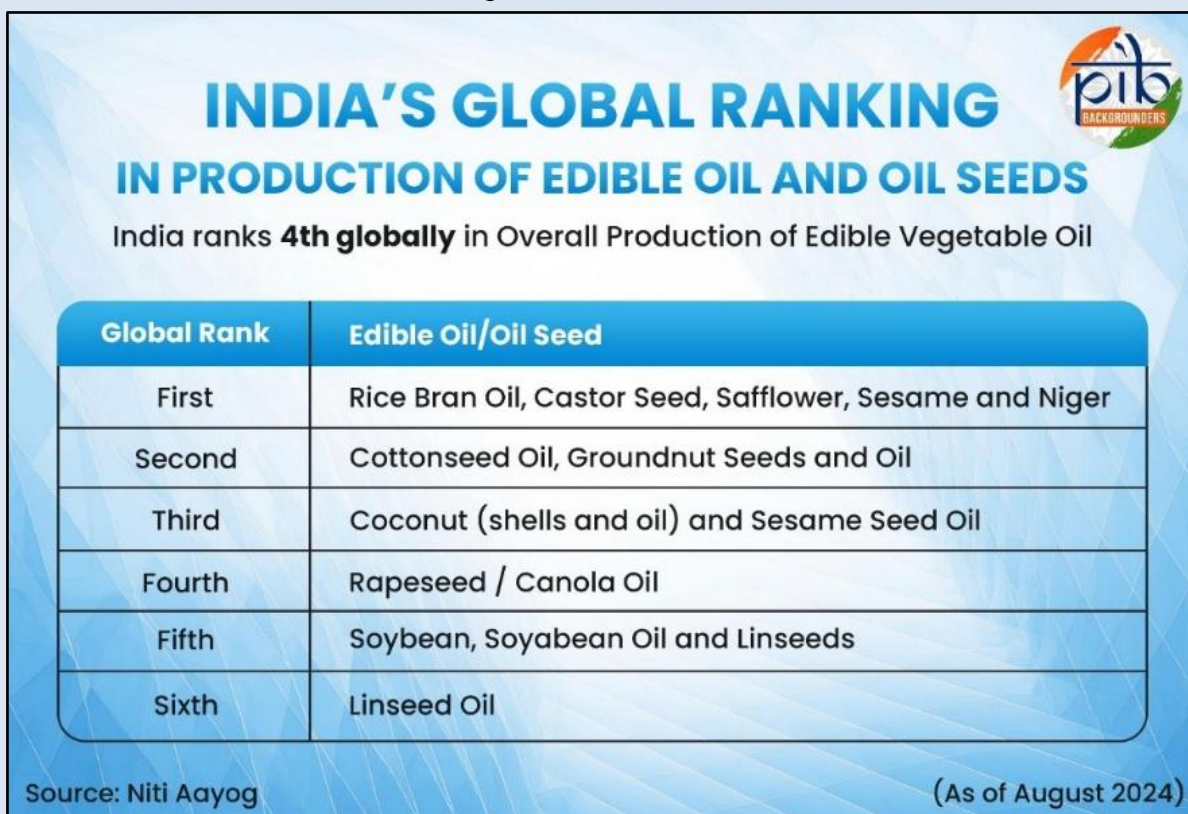 INDIA'S GLOBAL RANKING
pib
BACKGROUNDERS
IN PRODUCTION OF EDIBLE OIL AND OIL SEEDS
India ranks 4th globally in Overall Production of Edible Vegetable Oil
Global Rank Edible Oil/Oil Seed
First Rice Bran Oil, Castor Seed, Safflower, Sesame and Niger
Second Cottonseed Oil, Groundnut Seeds and Oil
Third Coconut (shells and oil) and Sesame Seed Oil
Fourth Rapeseed / Canola Oil
Fifth Soybean, Soyabean Oil and Linseeds
Sixth Linseed Oil
Source: Niti Aayog (As of August 2024)